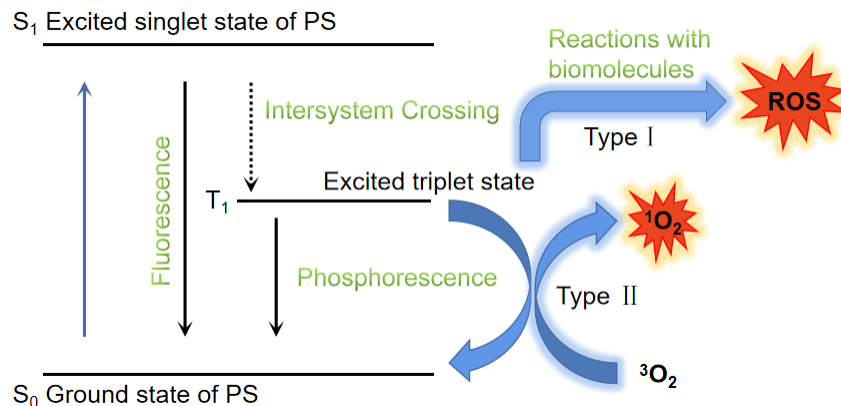 S₁ Excited singlet state of PS
Reactions with
biomolecules
ROS
Intersystem Crossing
Type Ⅰ
Fluorescence
T₁
Excited triplet state
¹O₂
Phosphorescence
Type Ⅱ
³O₂
S₀ Ground state of PS